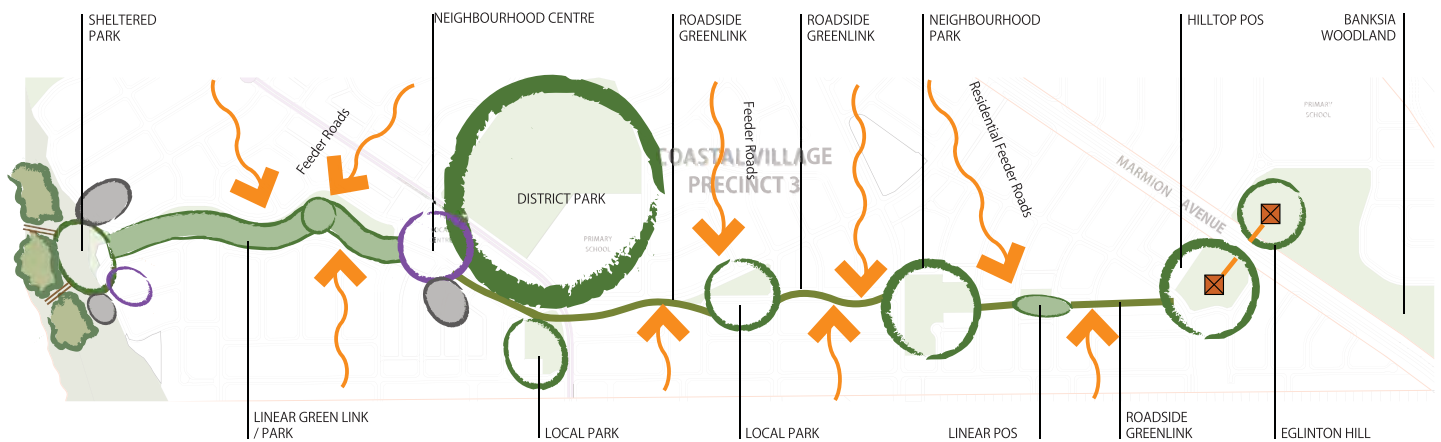 SHELTERED
PARK
NEIGHBOURHOOD CENTRE
ROADSIDE
GREENLINK
ROADSIDE
GREENLINK
NEIGHBOURHOOD
PARK
HILLTOP POS
BANKSIA
WOODLAND
Feeder Roads
Feeder Roads
Residential Feeder Roads
COASTAL VILLAGE
PRECINCT 3
PRIMARY
SCHOOL
MARMION AVENUE
DISTRICT PARK
PRIMARY
SCHOOL
LINEAR GREEN LINK
/ PARK
LOCAL PARK
LOCAL PARK
LINEAR POS
ROADSIDE
GREENLINK
EGLINTON HILL